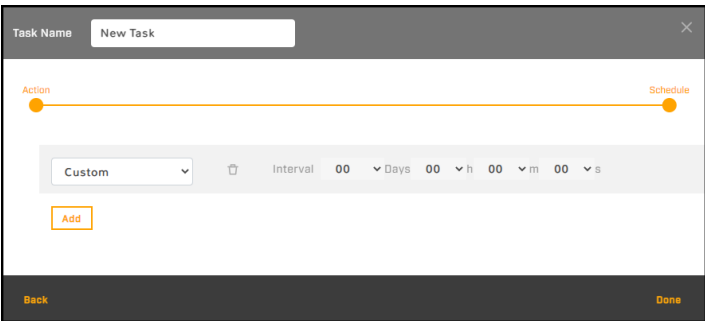 Task Name New Task
Action Schedule
Custom Interval 00 Days 00 h 00 m 00 s
Add
Back Done